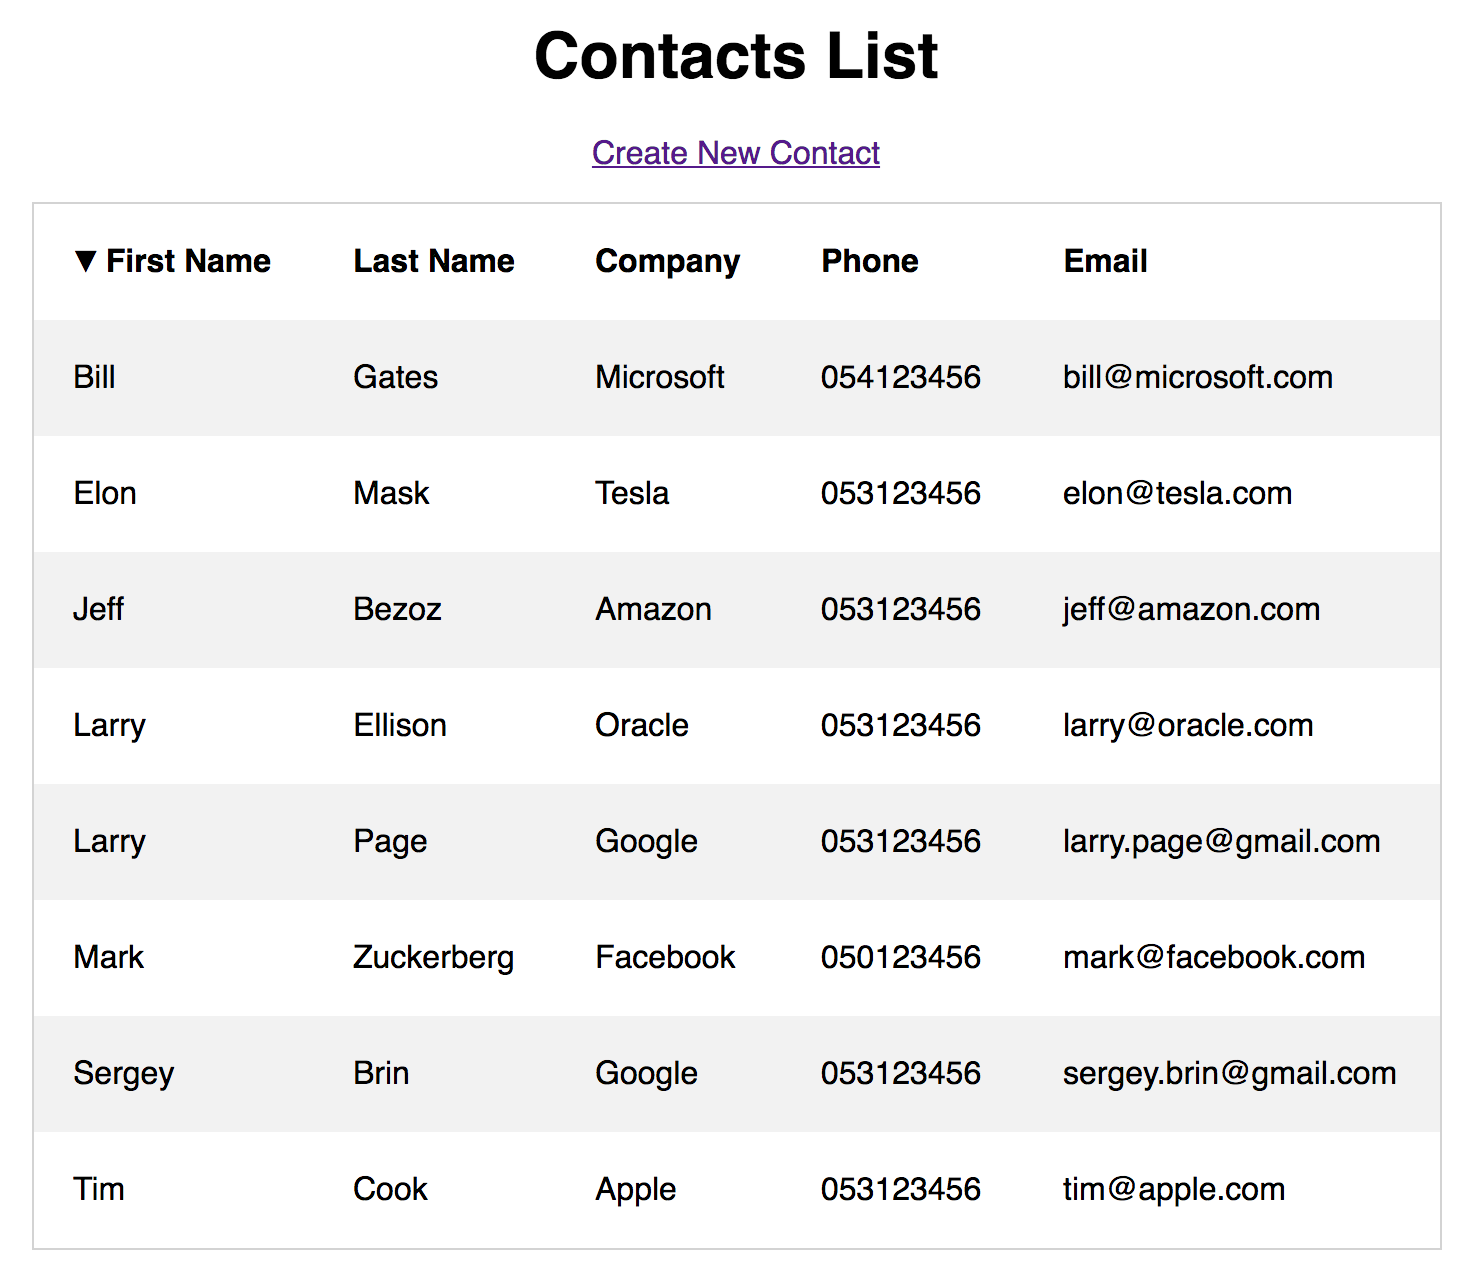 Contacts List
Create New Contact
▼ First Name Last Name Company Phone Email
Bill Gates Microsoft 054123456 bill@microsoft.com
Elon Mask Tesla 053123456 elon@tesla.com
Jeff Bezoz Amazon 053123456 jeff@amazon.com
Larry Ellison Oracle 053123456 larry@oracle.com
Larry Page Google 053123456 larry.page@gmail.com
Mark Zuckerberg Facebook 050123456 mark@facebook.com
Sergey Brin Google 053123456 sergey.brin@gmail.com
Tim Cook Apple 053123456 tim@apple.com